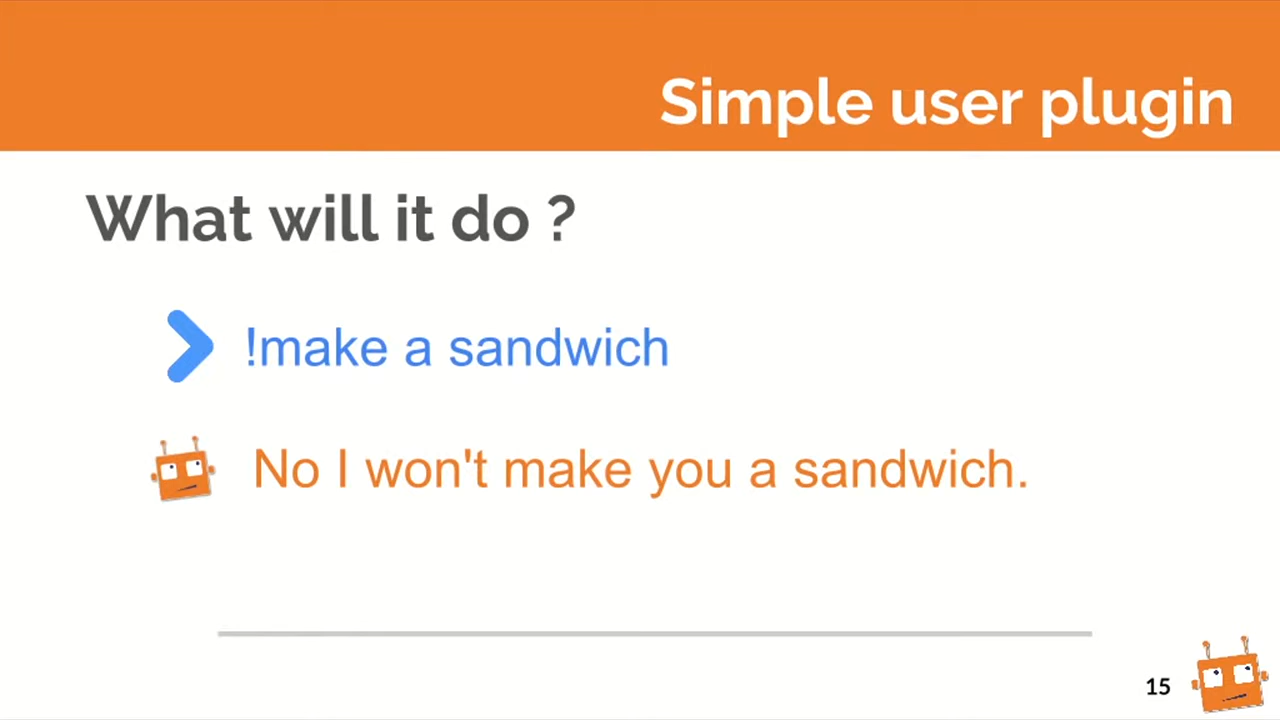 Simple user plugin
What will it do ?
!make a sandwich
No I won't make you a sandwich.
15